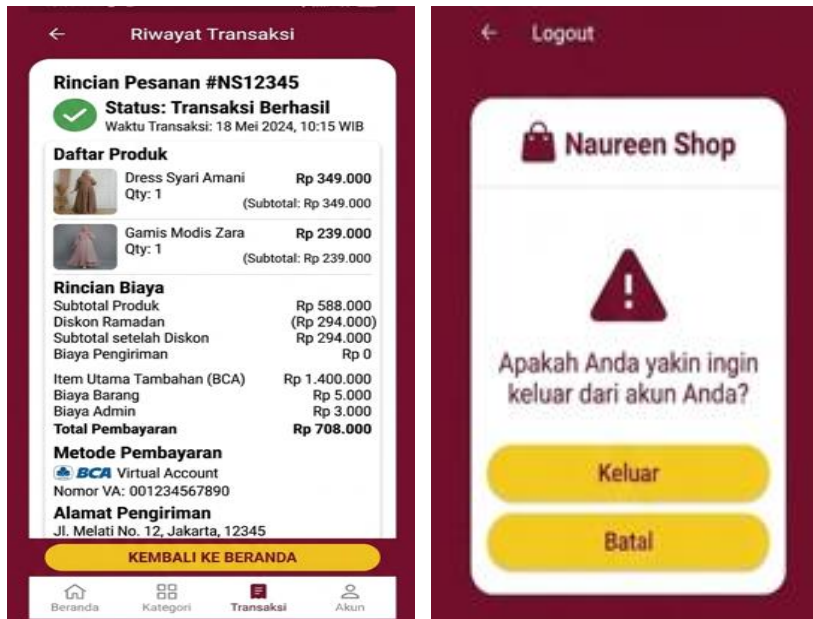 Riwayat Transaksi
Rincian Pesanan #NS12345
Status: Transaksi Berhasil
Waktu Transaksi: 18 Mei 2024, 10:15 WIB
Daftar Produk
Dress Syari Amani Rp 349.000
Qty: 1
(Subtotal: Rp 349.000
Gamis Modis Zara Rp 239.000
Qty: 1
(Subtotal: Rp 239.000
Rincian Biaya
Subtotal Produk Rp 588.000
Diskon Ramadan (Rp 294.000)
Subtotal setelah Diskon Rp 294.000
Biaya Pengiriman Rp 0
Item Utama Tambahan (BCA) Rp 1.400.000
Biaya Barang Rp 5.000
Biaya Admin Rp 3.000
Total Pembayaran Rp 708.000
Metode Pembayaran
BCA Virtual Account
Nomor VA: 001234567890
Alamat Pengiriman
Jl. Melati No. 12, Jakarta, 12345
KEMBALI KE BERANDA
Beranda Kategori Transaksi Akun
Logout
Naureen Shop
Apakah Anda yakin ingin
keluar dari akun Anda?
Keluar
Batal